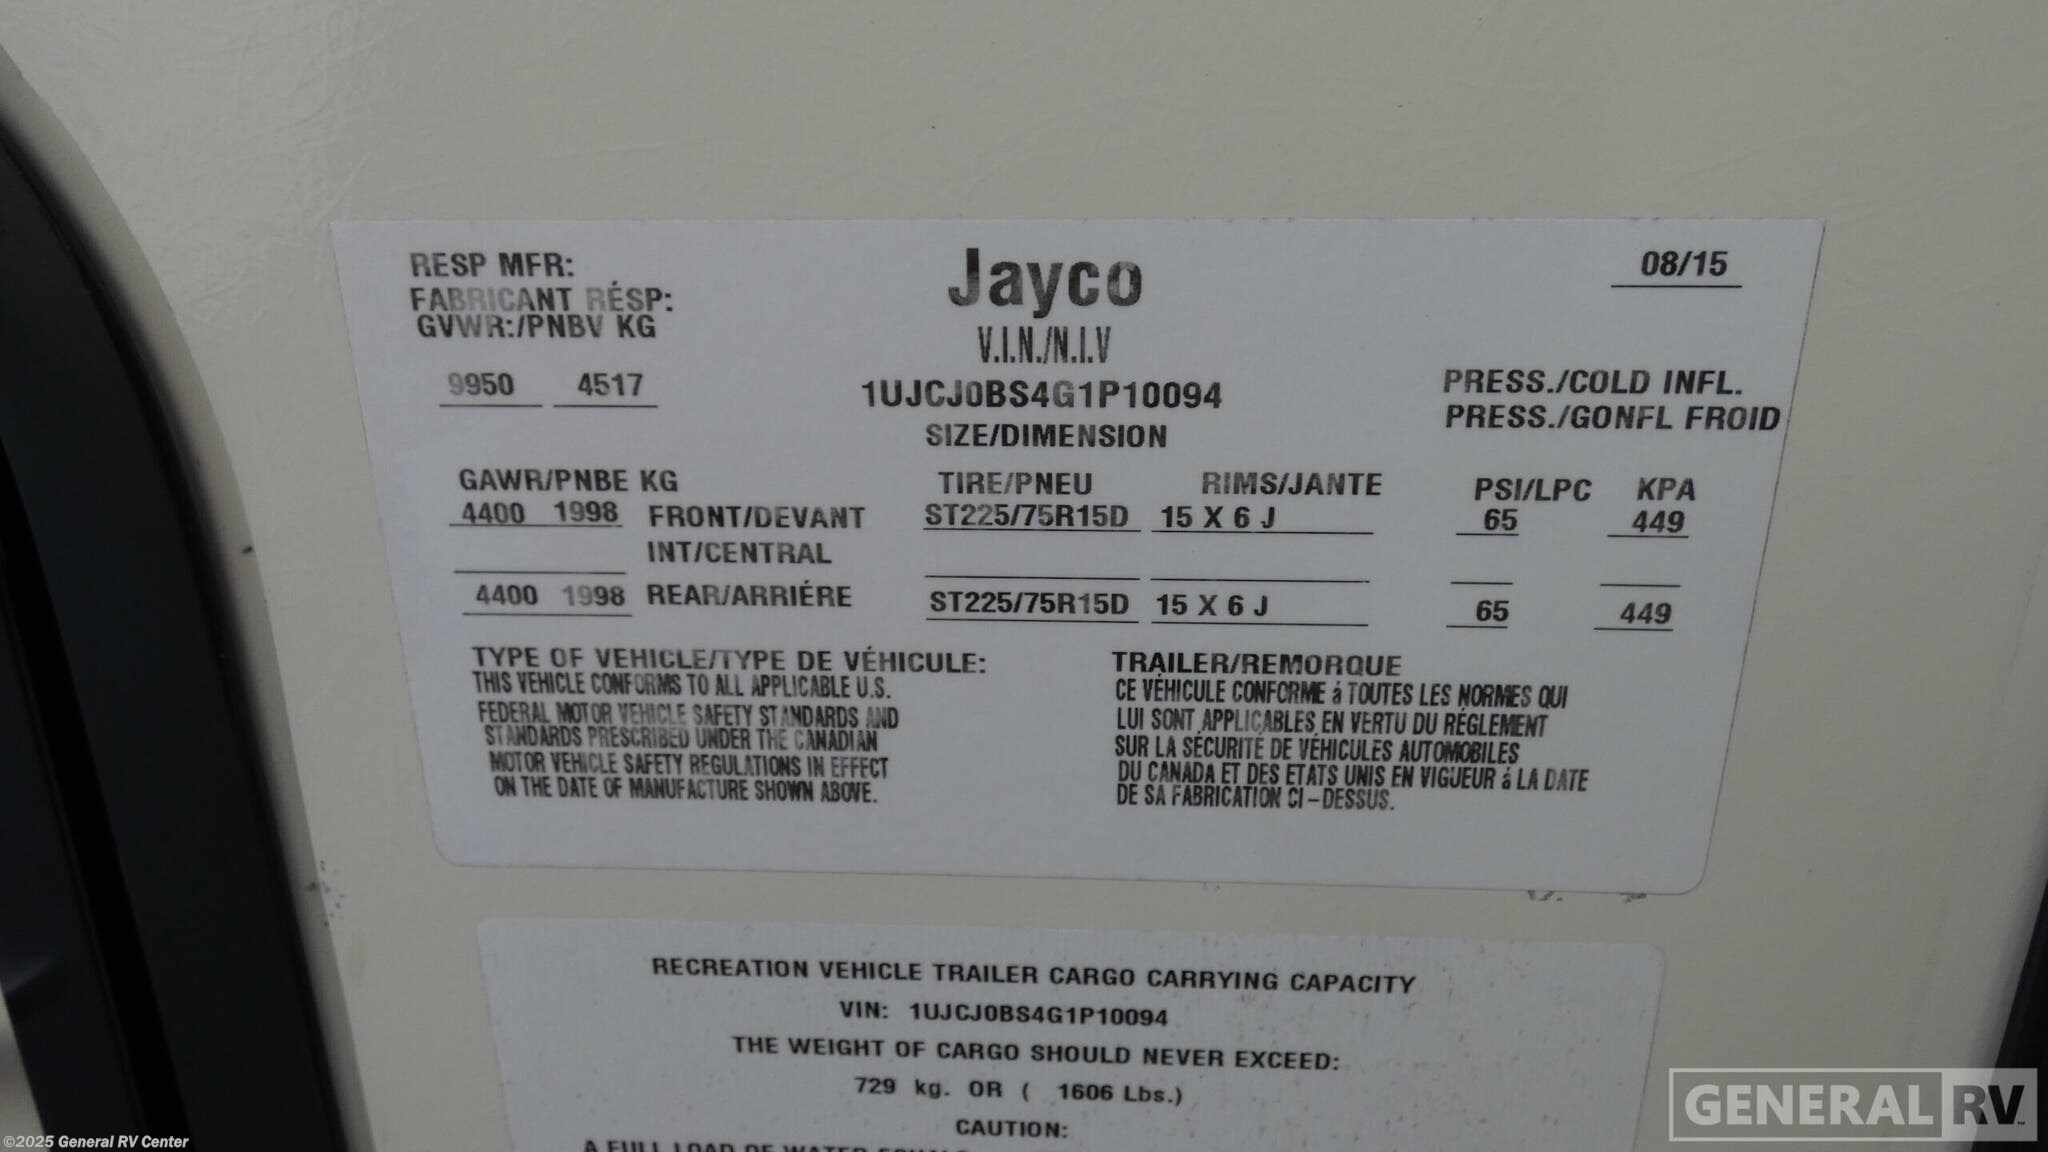 RESP MFR:
Jayco
08/15
FABRICANT RÉSP:
GVWR:/PNBV KG
V.I.N./N.I.V
9950 4517
1UJCJ0BS4G1P10094
PRESS./COLD INFL.
PRESS./GONFL FROID
SIZE/DIMENSION
GAWR/PNBE KG
TIRE/PNEU RIMS/JANTE PSI/LPC KPA
4400 1998 FRONT/DEVANT ST225/75R15D 15 X 6 J 65 449
INT/CENTRAL
4400 1998 REAR/ARRIÉRE ST225/75R15D 15 X 6 J 65 449
TYPE OF VEHICLE/TYPE DE VÉHICULE:
THIS VEHICLE CONFORMS TO ALL APPLICABLE U.S.
FEDERAL MOTOR VEHICLE SAFETY STANDARDS AND
STANDARDS PRESCRIBED UNDER THE CANADIAN
MOTOR VEHICLE SAFETY REGULATIONS IN EFFECT
ON THE DATE OF MANUFACTURE SHOWN ABOVE.
TRAILER/REMORQUE
CE VÉHICULE CONFORME á TOUTES LES NORMES QUI
LUI SONT APPLICABLES EN VERTU DU RÉGLEMENT
SUR LA SÉCURITÉ DE VÉHICULES AUTOMOBILES
DU CANADA ET DES ETATS UNIS EN VIGUEUR á LA DATE
DE SA FABRICATION CI-DESSUS.
RECREATION VEHICLE TRAILER CARGO CARRYING CAPACITY
VIN: 1UJCJ0BS4G1P10094
THE WEIGHT OF CARGO SHOULD NEVER EXCEED:
729 kg. OR ( 1606 Lbs.)
CAUTION:
A FULL LOAD OF WATER EQUALS
GENERAL RV
©2025 General RV Center